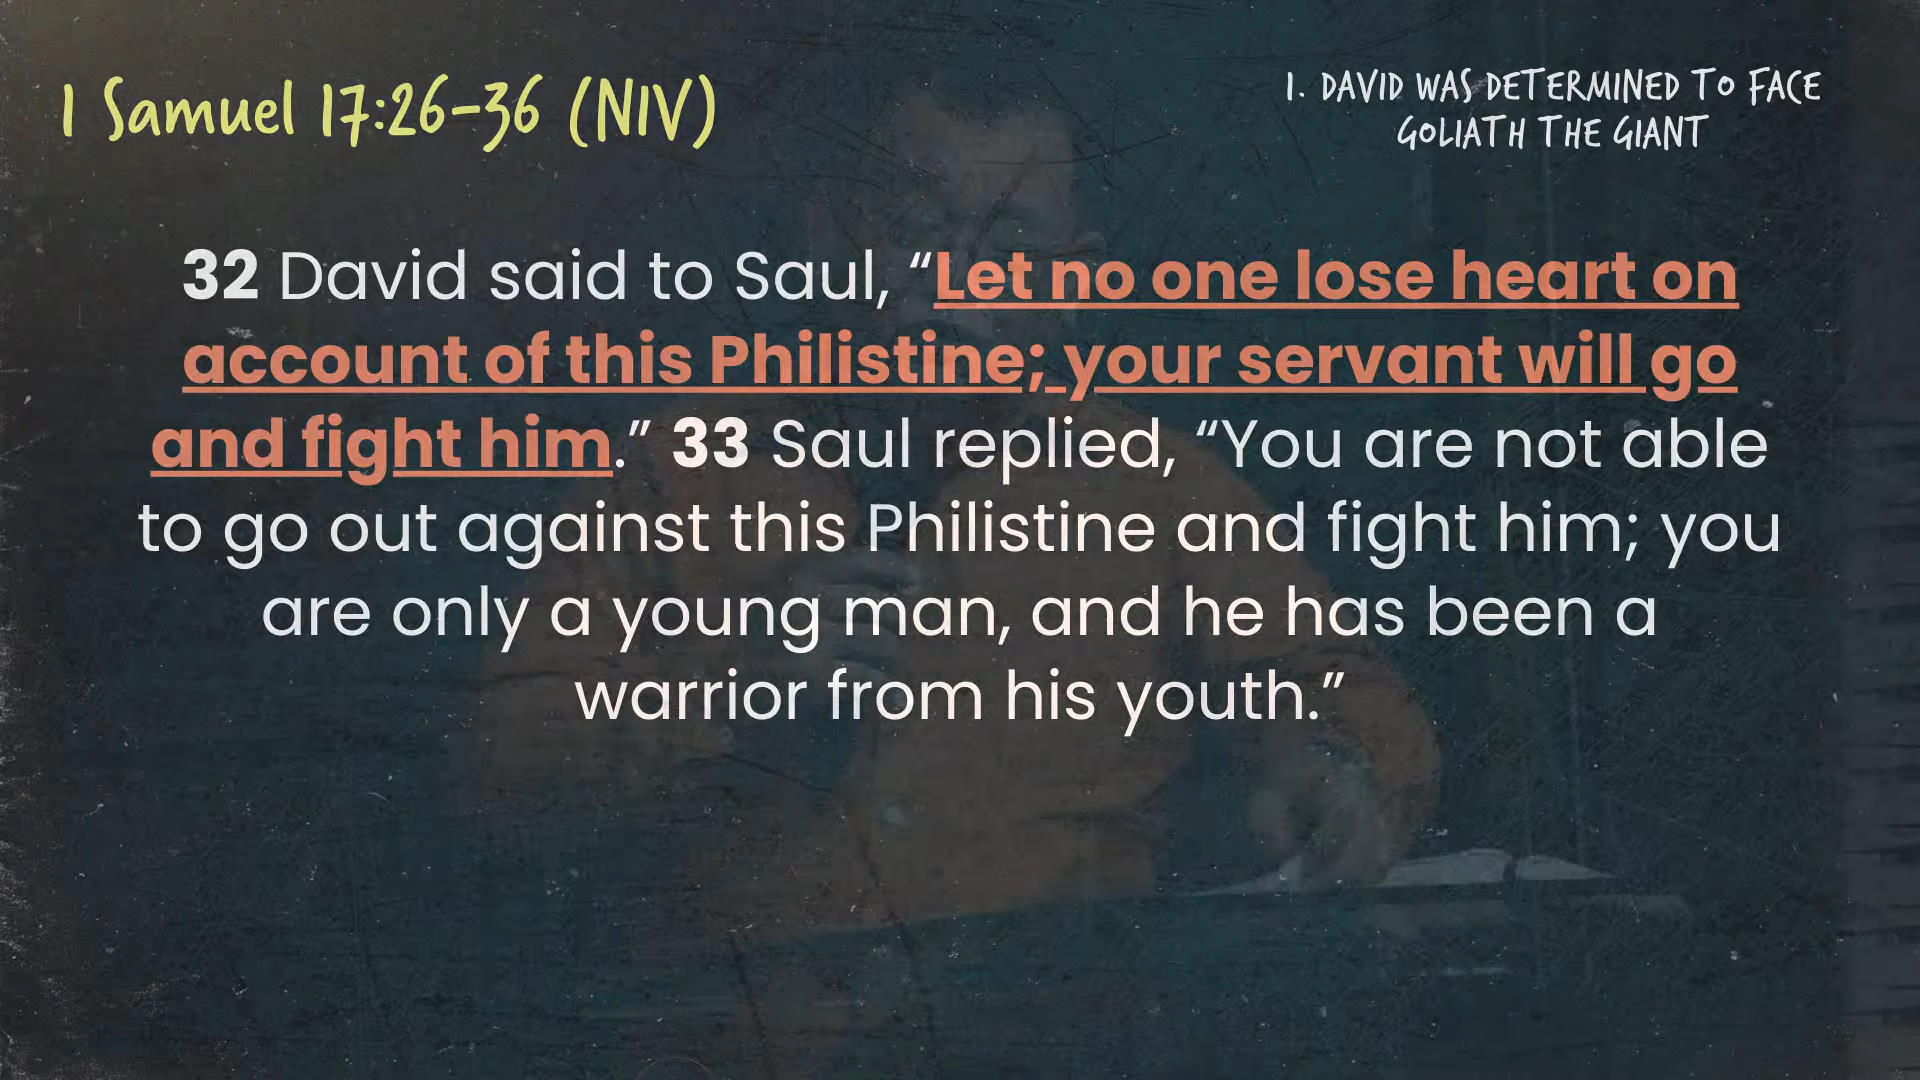 1 Samuel 17:26-36 (NIV)
1. DAVID WAS DETERMINED TO FACE
GOLIATH THE GIANT
32 David said to Saul, “Let no one lose heart on
account of this Philistine; your servant will go
and fight him.” 33 Saul replied, “You are not able
to go out against this Philistine and fight him; you
are only a young man, and he has been a
warrior from his youth.”